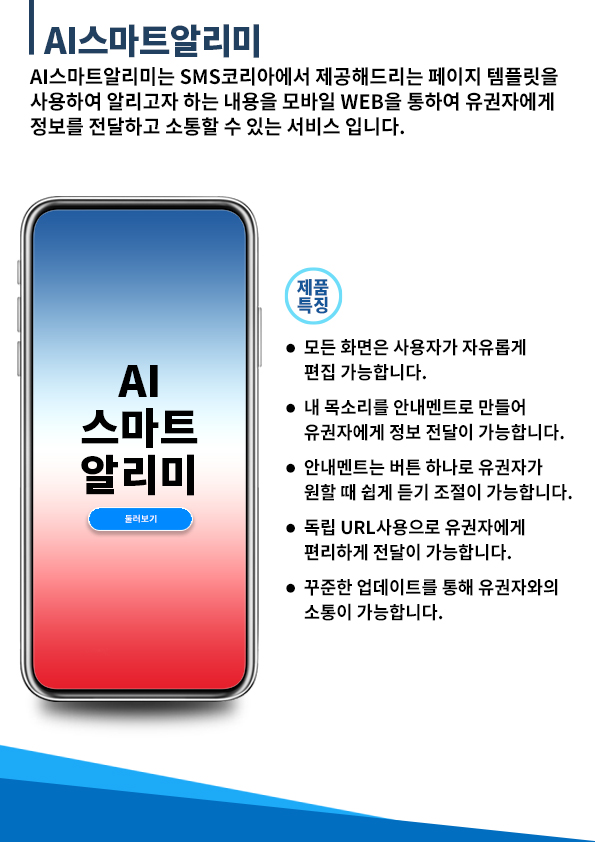 AI스마트알리미
AI스마트알리미는 SMS코리아에서 제공해드리는 페이지 템플릿을
사용하여 알리고자 하는 내용을 모바일 WEB을 통하여 유권자에게
정보를 전달하고 소통할 수 있는 서비스 입니다.
AI
스마트
알리미
둘러보기
제품
특징
● 모든 화면은 사용자가 자유롭게
편집 가능합니다.
● 내 목소리를 안내멘트로 만들어
유권자에게 정보 전달이 가능합니다.
● 안내멘트는 버튼 하나로 유권자가
원할 때 쉽게 듣기 조절이 가능합니다.
● 독립 URL사용으로 유권자에게
편리하게 전달이 가능합니다.
● 꾸준한 업데이트를 통해 유권자와의
소통이 가능합니다.